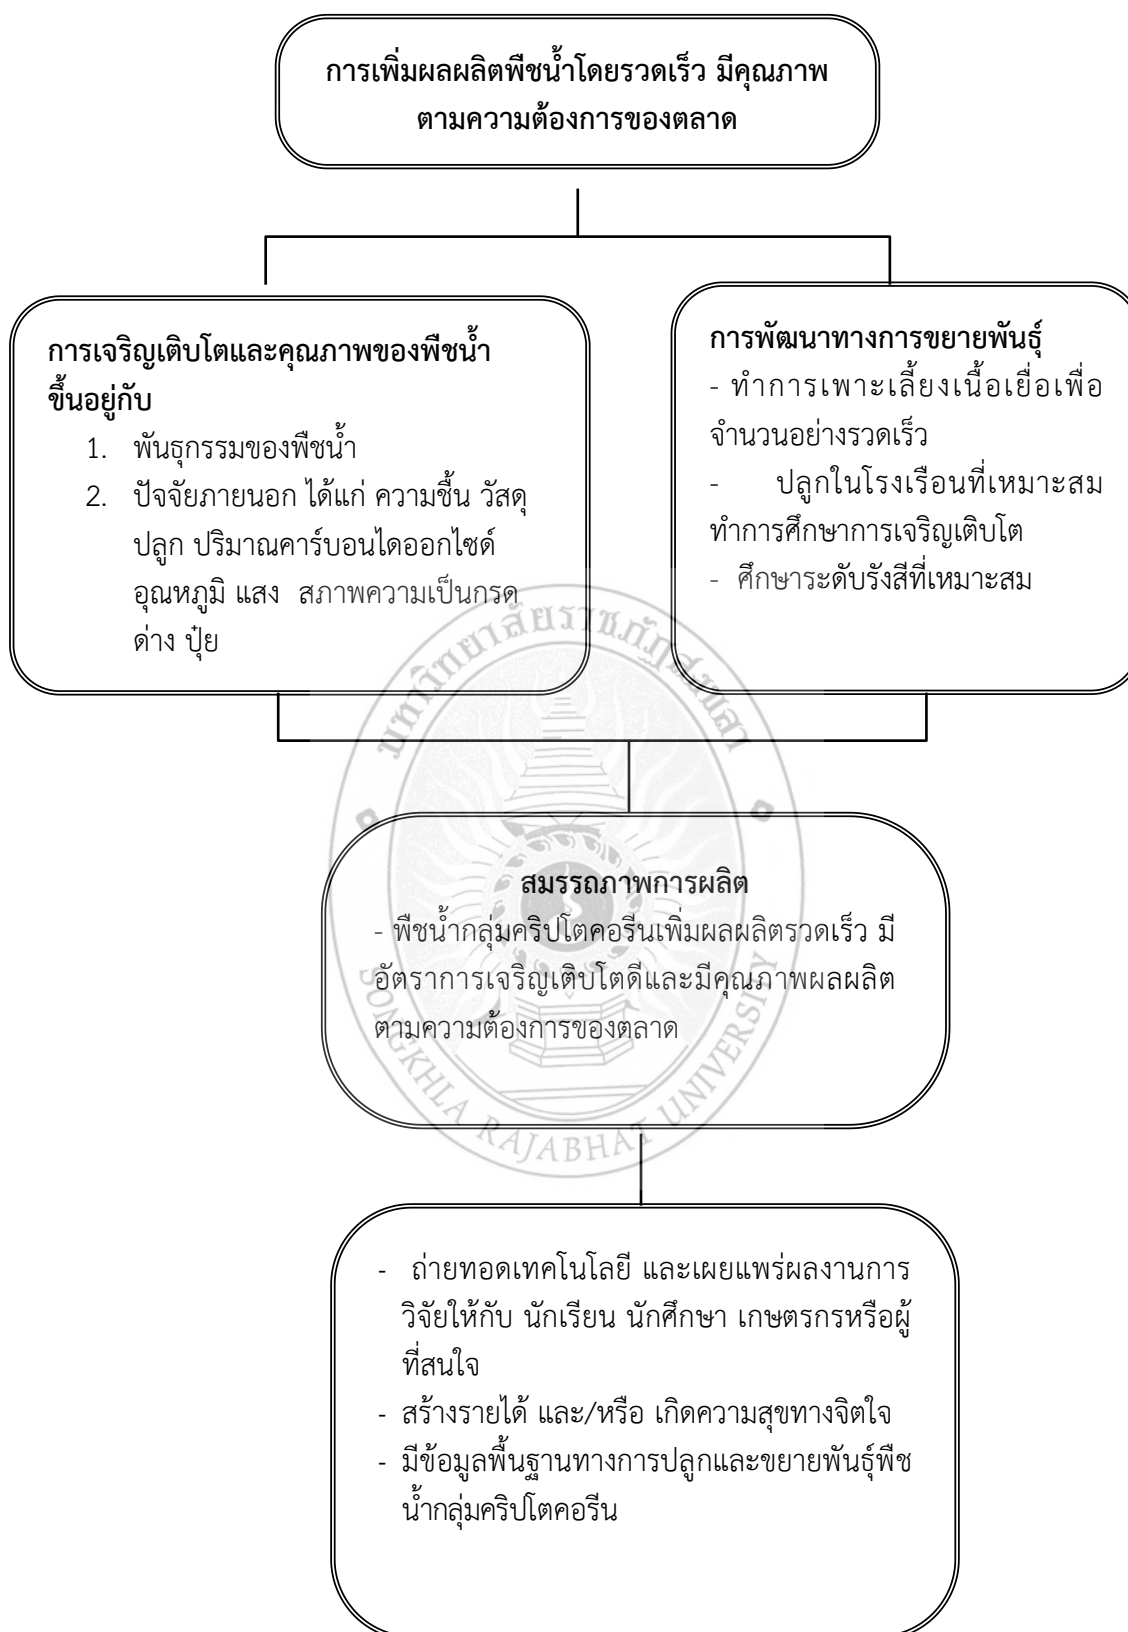 การเพิ่มผลผลิตพืชน้ำโดยรวดเร็ว มีคุณภาพ
ตามความต้องการของตลาด
การเจริญเติบโตและคุณภาพของพืชน้ำ
ขึ้นอยู่กับ
1. พันธุกรรมของพืชน้ำ
2. ปัจจัยภายนอก ได้แก่ ความชื้น วัสดุ
ปลูก ปริมาณคาร์บอนไดออกไซด์
อุณหภูมิ แสง สภาพความเป็นกรด
ด่าง ปุ๋ย
การพัฒนาทางการขยายพันธุ์
- ทำการเพาะเลี้ยงเนื้อเยื่อเพื่อ
จำนวนอย่างรวดเร็ว
- ปลูกในโรงเรือนที่เหมาะสม
ทำการศึกษาการเจริญเติบโต
- ศึกษาระดับรังสีที่เหมาะสม
มหาวิทยาลัยราชภัฏสงขลา
สมรรถภาพการผลิต
- พืชน้ำกลุ่มคริปโตคอรีนเพิ่มผลผลิตรวดเร็ว มี
อัตราการเจริญเติบโตดีและมีคุณภาพผลผลิต
ตามความต้องการของตลาด
SONGKHLA RAJABHAT UNIVERSITY
- ถ่ายทอดเทคโนโลยี และเผยแพร่ผลงานการ
วิจัยให้กับ นักเรียน นักศึกษา เกษตรกรหรือผู้
ที่สนใจ
- สร้างรายได้ และ/หรือ เกิดความสุขทางจิตใจ
- มีข้อมูลพื้นฐานทางการปลูกและขยายพันธุ์พืช
น้ำกลุ่มคริปโตคอรีน